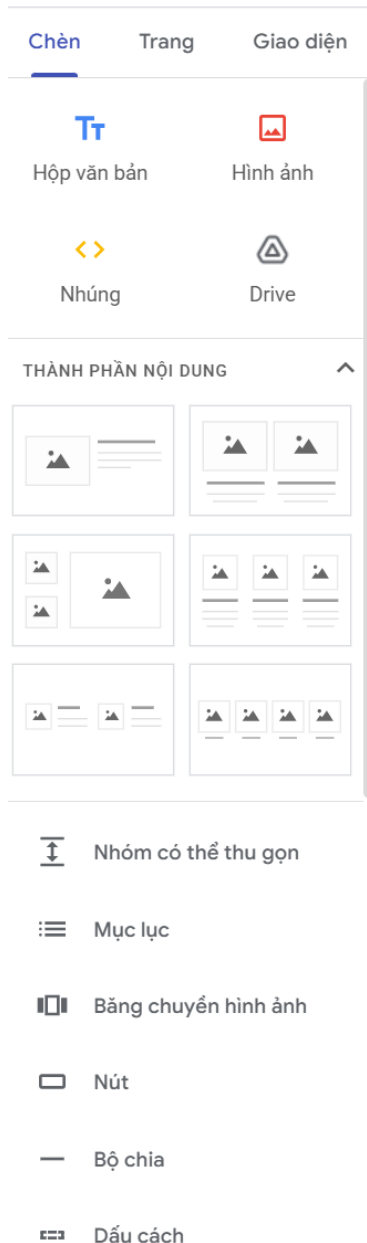 Chèn Trang Giao diện
Hộp văn bản Hình ảnh
Nhúng Drive
THÀNH PHẦN NỘI DUNG
Nhóm có thể thu gọn
Mục lục
Băng chuyền hình ảnh
Nút
Bộ chia
Dấu cách